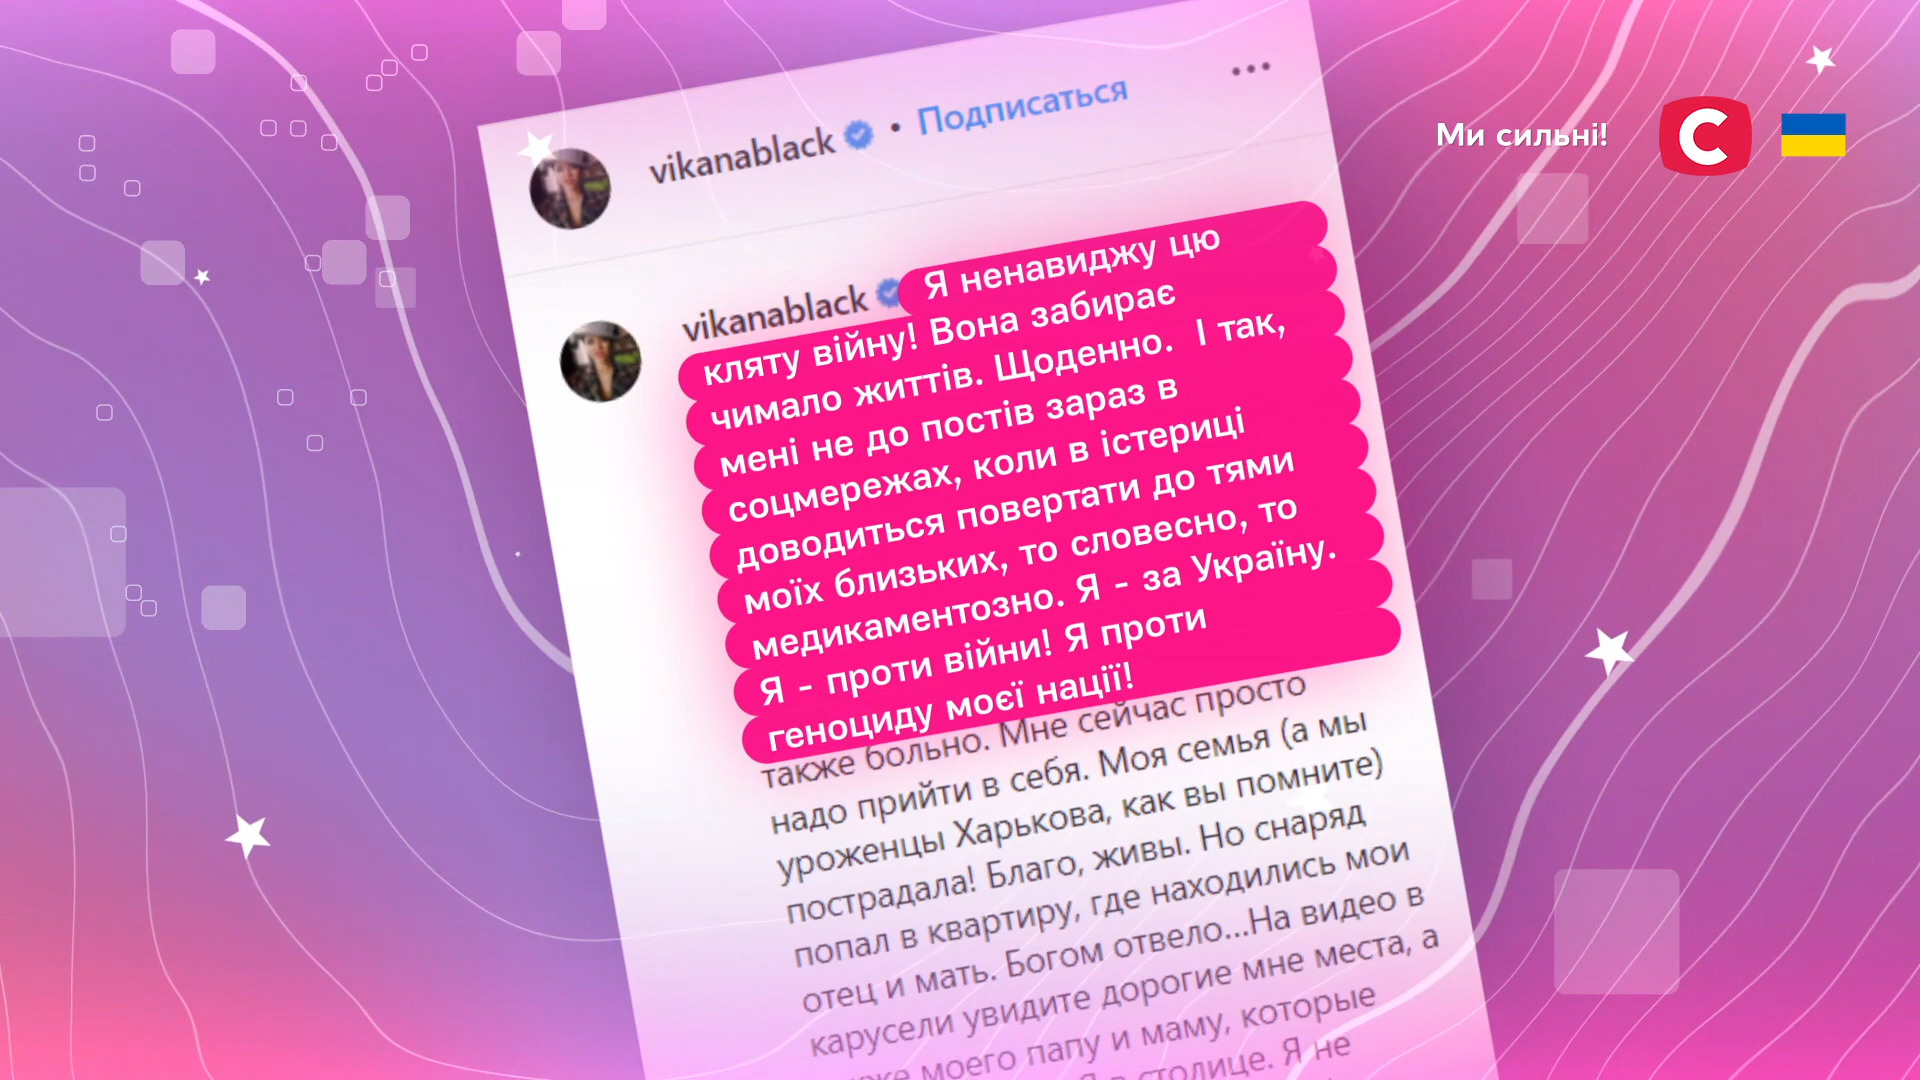 Ми сильні!
С
vikanablack • Подписаться
vikanablack Я ненавиджу цю
кляту війну! Вона забирає
чимало життів. Щоденно. І так,
мені не до постів зараз в
соцмережах, коли в істериці
доводиться повертати до тями
моїх близьких, то словесно, то
медикаментозно. Я - за Україну.
Я - проти війни! Я проти
геноциду моєї нації!
также больно. Мне сейчас просто
надо прийти в себя. Моя семья (а мы
уроженцы Харькова, как вы помните)
пострадала! Благо, живы. Но снаряд
попал в квартиру, где находились мои
отец и мать. Богом отвело...На видео в
карусели увидите дорогие мне места, а
моего папу и маму, которые
столице. Я не